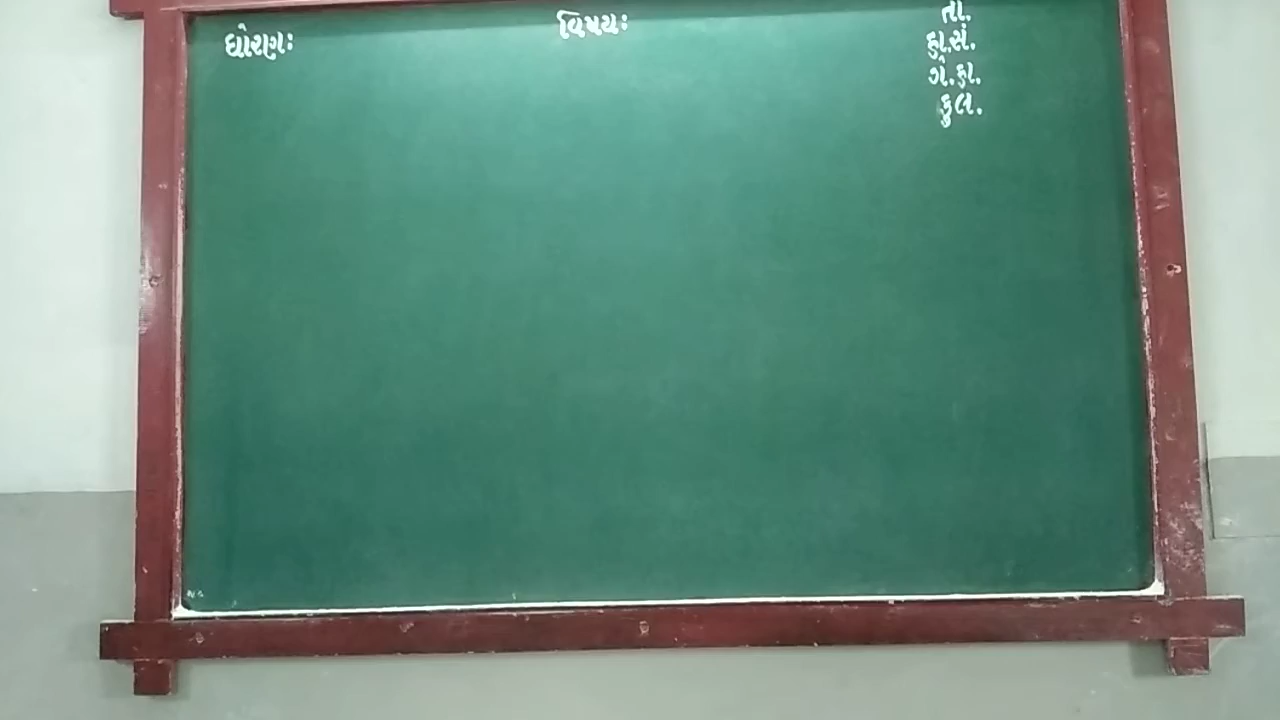 ધોરણઃ
વિષયઃ
તા.
હા.સં.
ગે.હા.
કુલ.